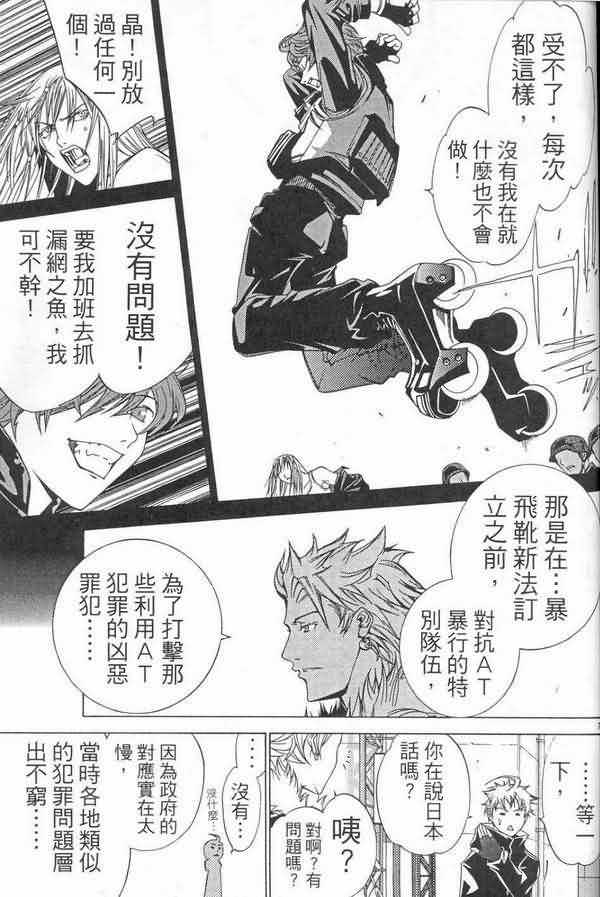 受不了，每次
都這樣，
沒有我在就
什麼也不會
做！
晶！別放
過任何一
個！
沒有問題！
要我加班去抓
漏網之魚，我
可不幹！
那是在…暴
飛靴新法訂
立之前，
對抗AT
暴行的特
別隊伍，
為了打擊那
些利用AT
犯罪的凶惡
罪犯……
……等一
下，
你在說日本
話嗎？
咦？
對啊？有
問題嗎？
沒有…
沒什麼…
因為政府的
對應實在太
慢，
當時各地類似
的犯罪問題層
出不窮……